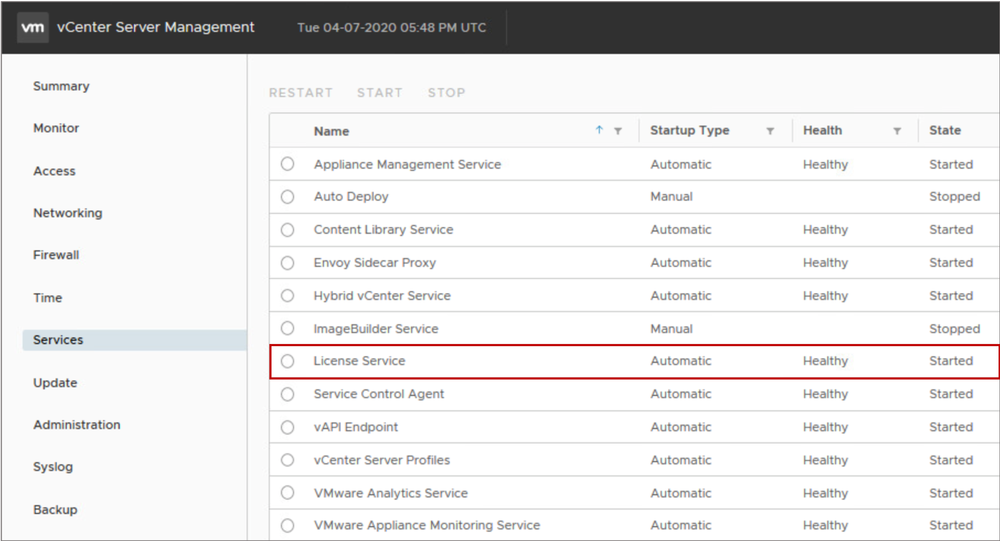 vm vCenter Server Management Tue 04-07-2020 05:48 PM UTC
Summary
Monitor
Access
Networking
Firewall
Time
Services
Update
Administration
Syslog
Backup
RESTART START STOP
Name Startup Type Health State
Appliance Management Service Automatic Healthy Started
Auto Deploy Manual Stopped
Content Library Service Automatic Healthy Started
Envoy Sidecar Proxy Automatic Healthy Started
Hybrid vCenter Service Automatic Healthy Started
ImageBuilder Service Manual Stopped
License Service Automatic Healthy Started
Service Control Agent Automatic Healthy Started
vAPI Endpoint Automatic Healthy Started
vCenter Server Profiles Automatic Healthy Started
VMware Analytics Service Automatic Healthy Started
VMware Appliance Monitoring Service Automatic Healthy Started